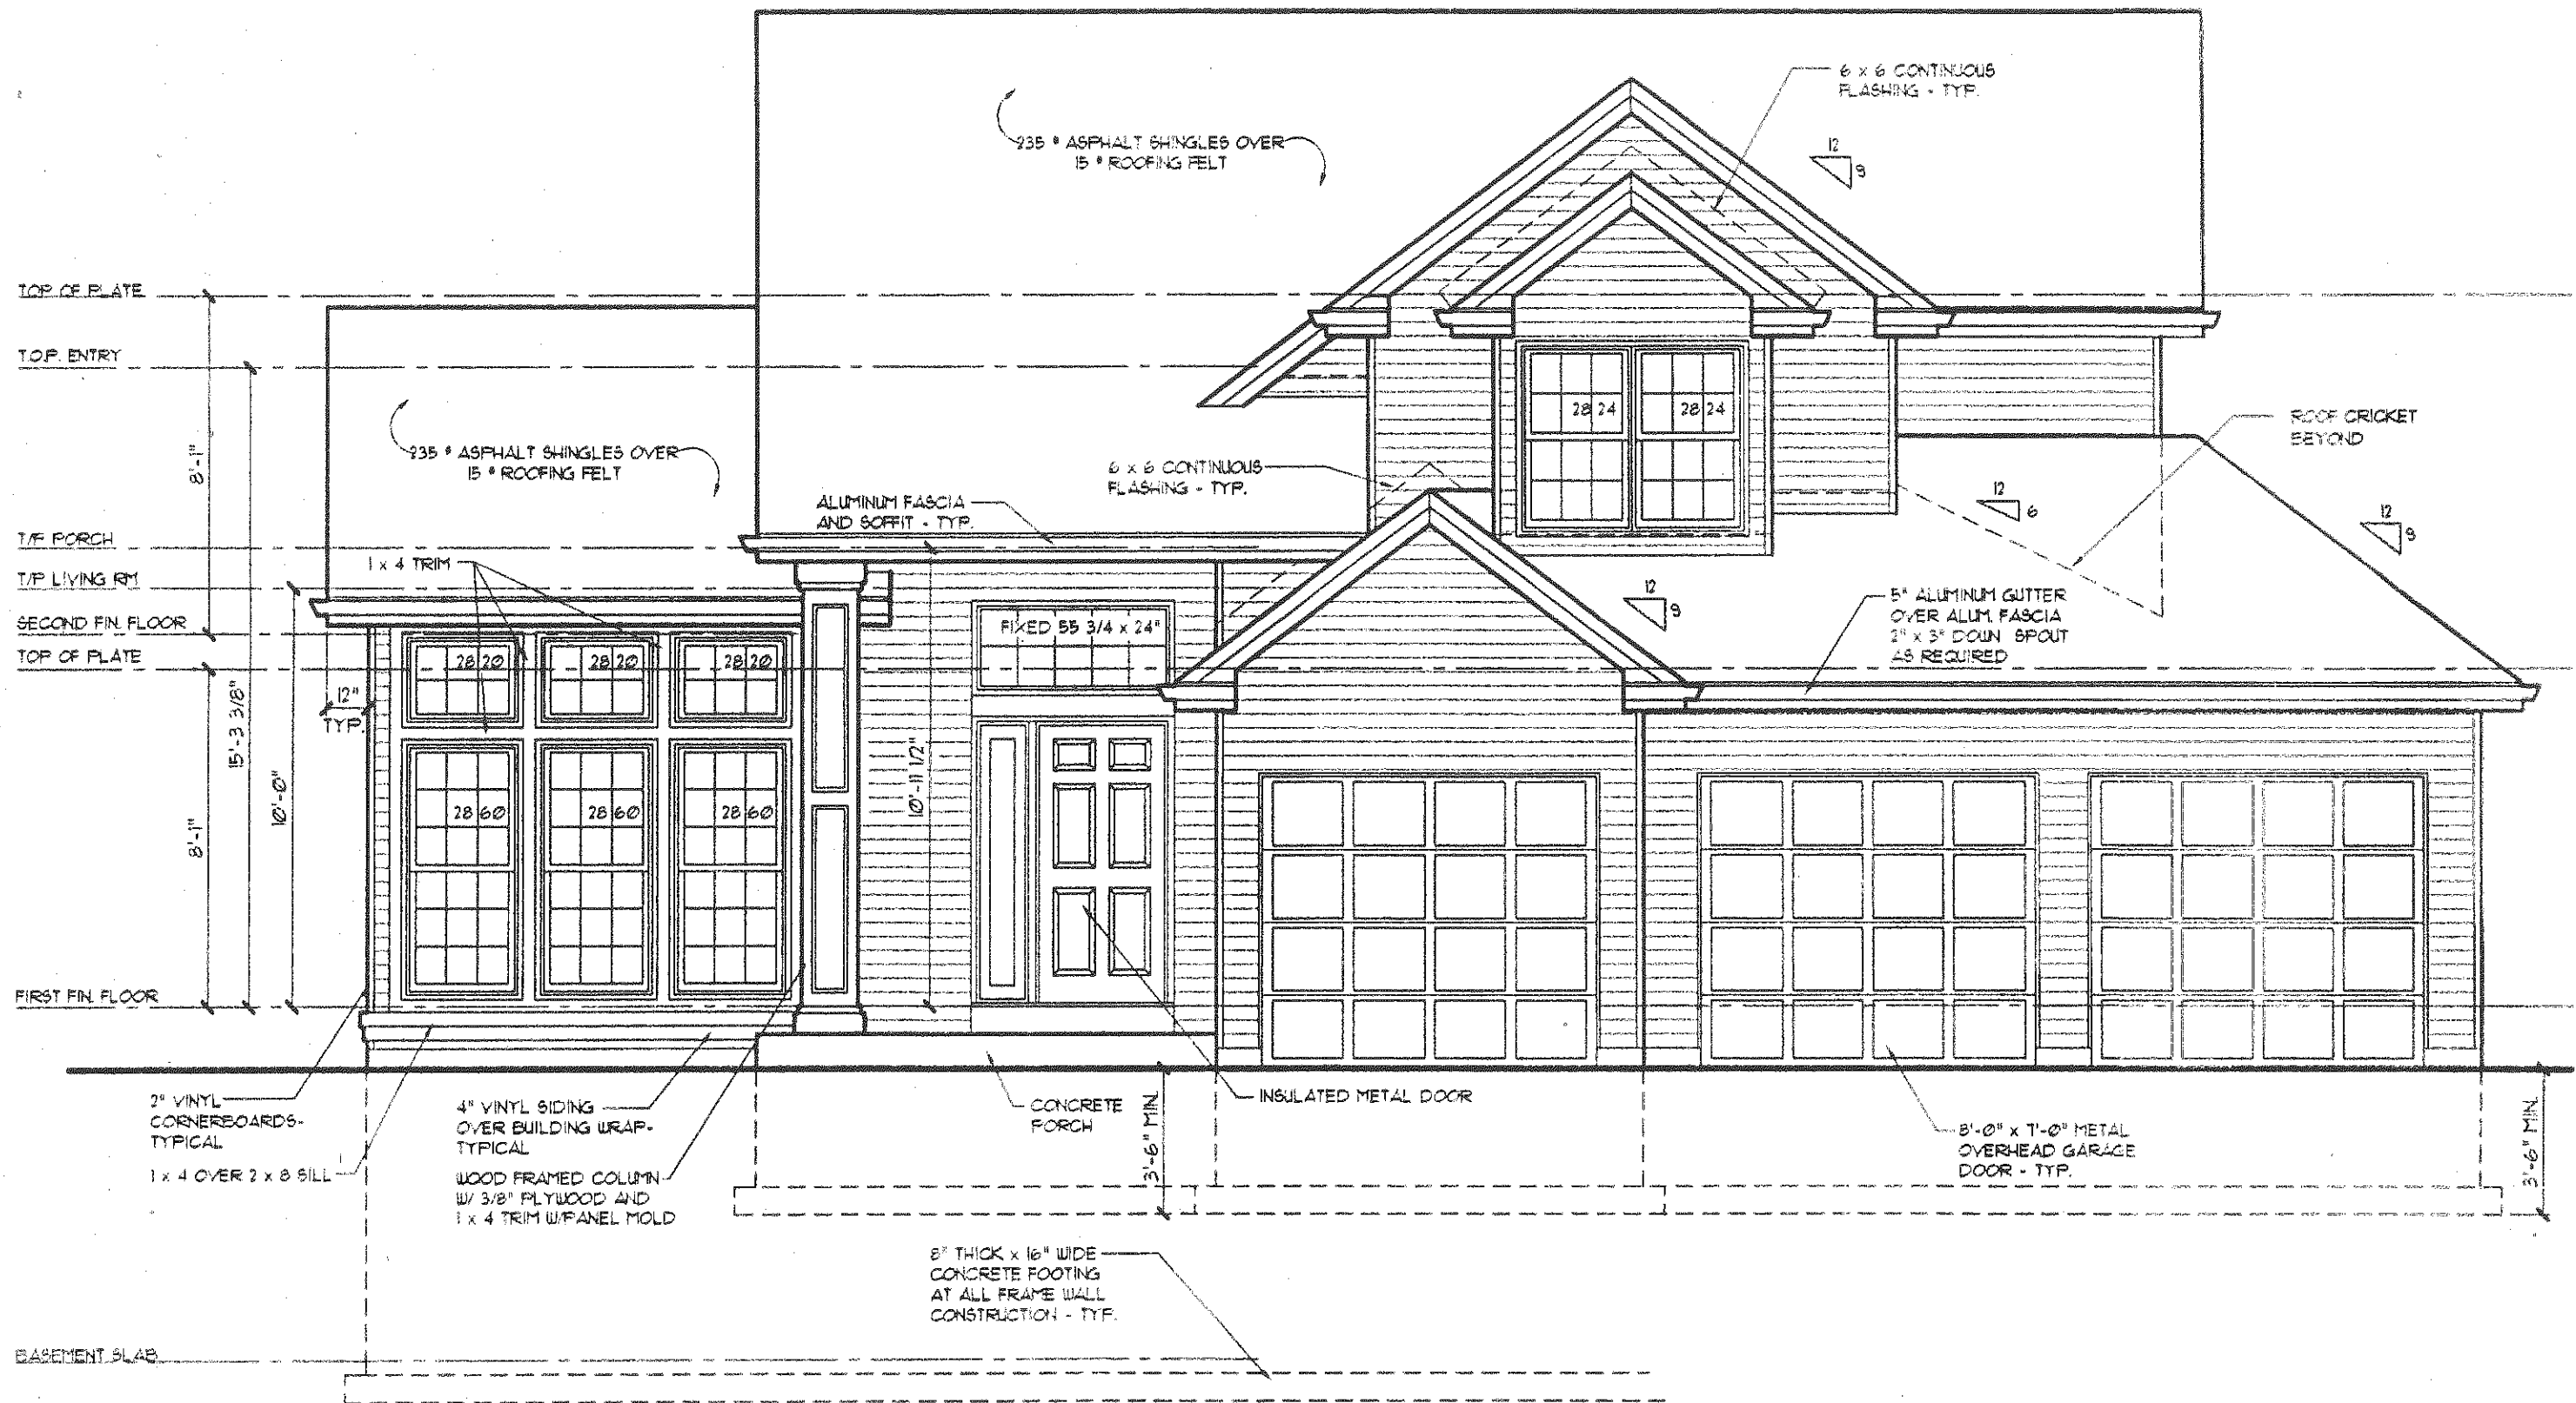 6 x 6 CONTINUOUS
FLASHING - TYP.
235 # ASPHALT SHINGLES OVER
15 # ROOFING FELT
12
9
TOP OF PLATE
T.O.P. ENTRY
8'-1"
235 # ASPHALT SHINGLES OVER
15 # ROOFING FELT
28 24
28 24
ROOF CRICKET
BEYOND
6 x 6 CONTINUOUS
FLASHING - TYP.
ALUMINUM FASCIA
AND SOFFIT - TYP.
12
6
12
9
T/P PORCH
1 x 4 TRIM
T/P LIVING RM
12
9
5" ALUMINUM GUTTER
OVER ALUM. FASCIA
2" x 3" DOWN SPOUT
AS REQUIRED
SECOND FIN. FLOOR
FIXED 55 3/4 x 24"
TOP OF PLATE
28 20
28 20
28 20
12"
TYP.
15'-3 3/8"
10'-0"
8'-1"
10'-11 1/2"
28 60
28 60
28 60
FIRST FIN. FLOOR
2" VINYL
CORNERBOARDS-
TYPICAL
1 x 4 OVER 2 x 8 SILL
4" VINYL SIDING
OVER BUILDING WRAP-
TYPICAL
WOOD FRAMED COLUMN
W/ 3/8" PLYWOOD AND
1 x 4 TRIM W/PANEL MOLD
CONCRETE
PORCH
3'-6" MIN.
INSULATED METAL DOOR
8'-0" x 7'-0" METAL
OVERHEAD GARAGE
DOOR - TYP.
3'-6" MIN.
8" THICK x 16" WIDE
CONCRETE FOOTING
AT ALL FRAME WALL
CONSTRUCTION - TYP.
BASEMENT SLAB